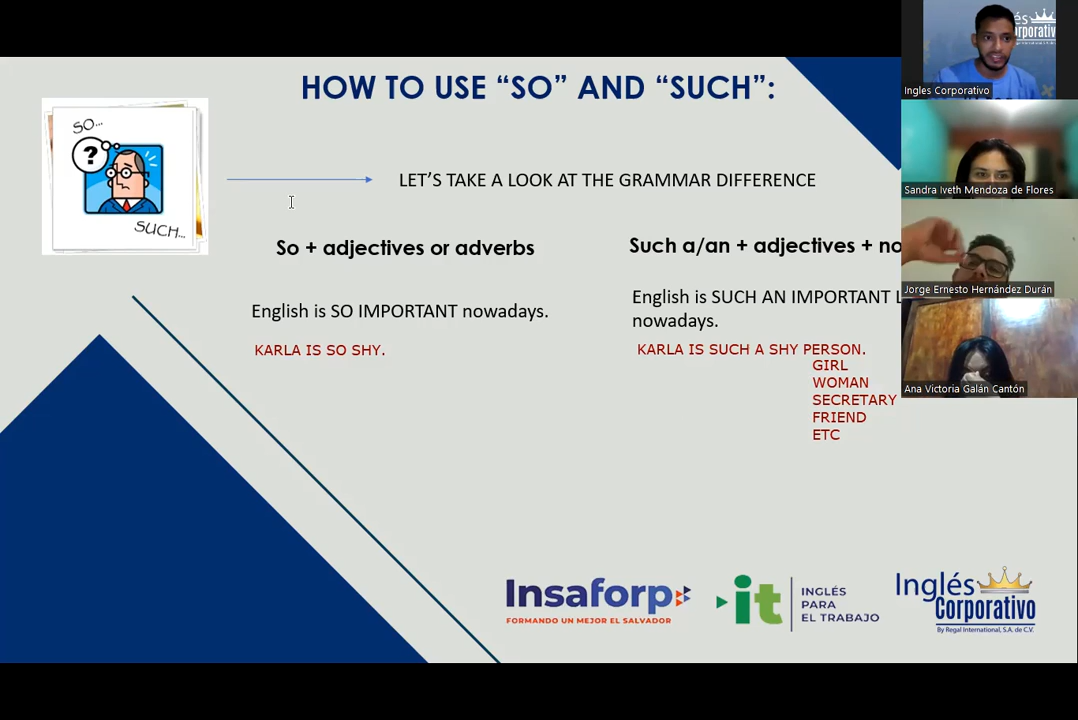 HOW TO USE “SO” AND “SUCH”:
SO...
?
SUCH...
LET’S TAKE A LOOK AT THE GRAMMAR DIFFERENCE
So + adjectives or adverbs
English is SO IMPORTANT nowadays.
KARLA IS SO SHY.
Such a/an + adjectives +
English is SUCH AN IMPORTANT
nowadays.
KARLA IS SUCH A SHY PERSON.
GIRL
WOMAN
SECRETARY
FRIEND
ETC
Ingles Corporativo
Sandra Iveth Mendoza de Flores
Jorge Ernesto Hernández Durán
Ana Victoria Galán Cantón
Insaforp
FORMANDO UN MEJOR EL SALVADOR
it
INGLÉS
PARA
EL TRABAJO
Inglés
Corporativo
By Regal International, S.A. de C.V.